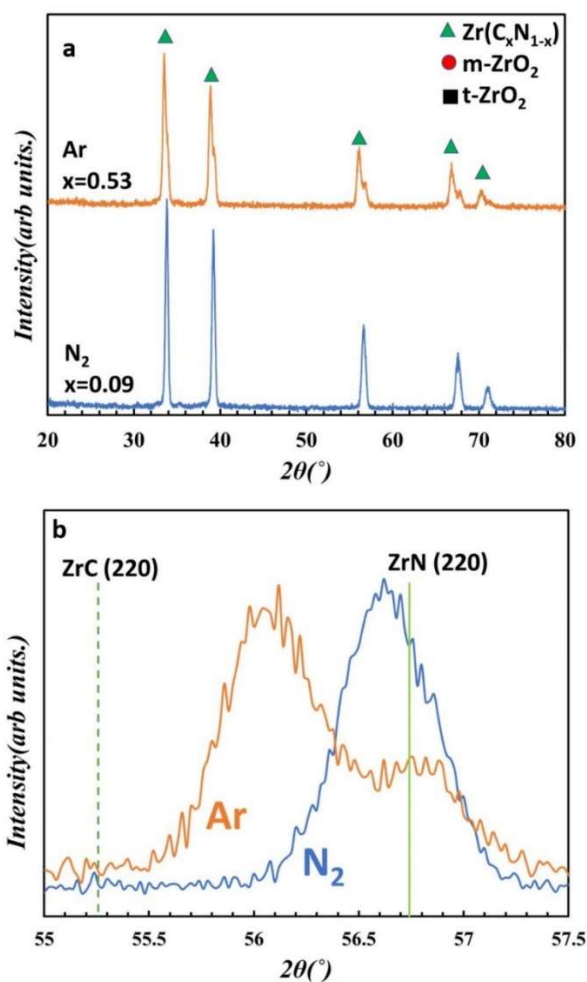 a
Zr(CₓN₁₋ₓ)
m-ZrO₂
t-ZrO₂
Ar
x=0.53
N₂
x=0.09
Intensity(arb units.)
20 30 40 50 60 70 80
2θ(°)
b
ZrC (220) ZrN (220)
Ar
N₂
Intensity(arb units.)
55 55.5 56 56.5 57 57.5
2θ(°)